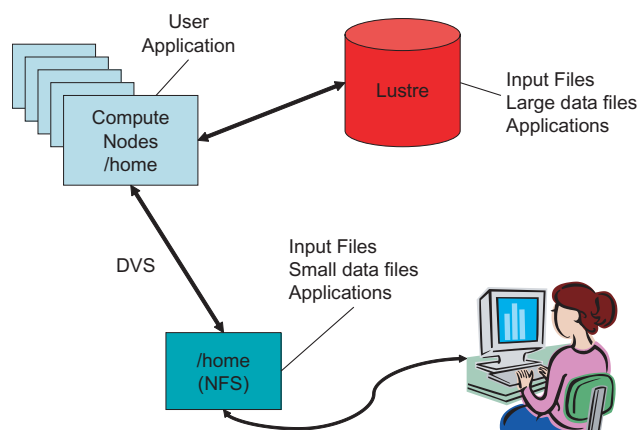 User
Application
Compute
Nodes
/home
Lustre
Input Files
Large data files
Applications
DVS
Input Files
Small data files
Applications
/home
(NFS)